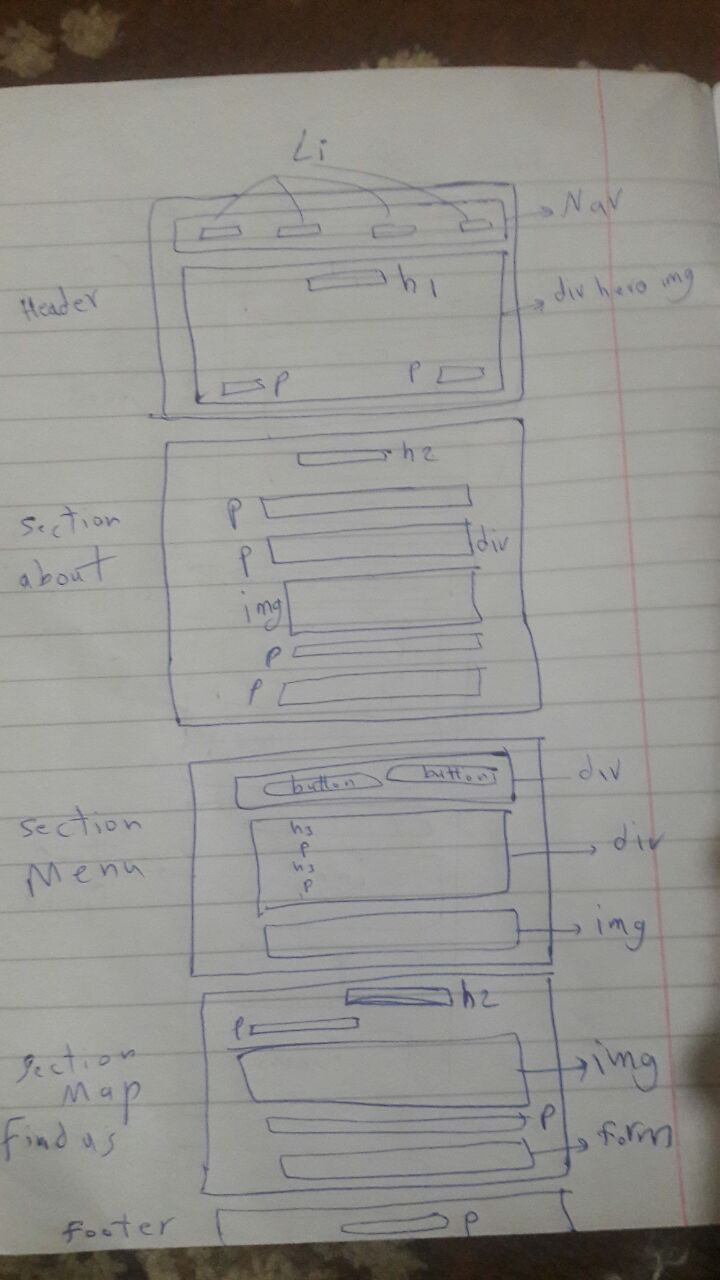 Li
Nav
Header
h1
div hero img
p
p
h2
section
about
p
p
div
img
p
p
button
button
div
section
Menu
h3
p
h3
p
div
img
h2
p
section
Map
find us
img
p
form
footer
p